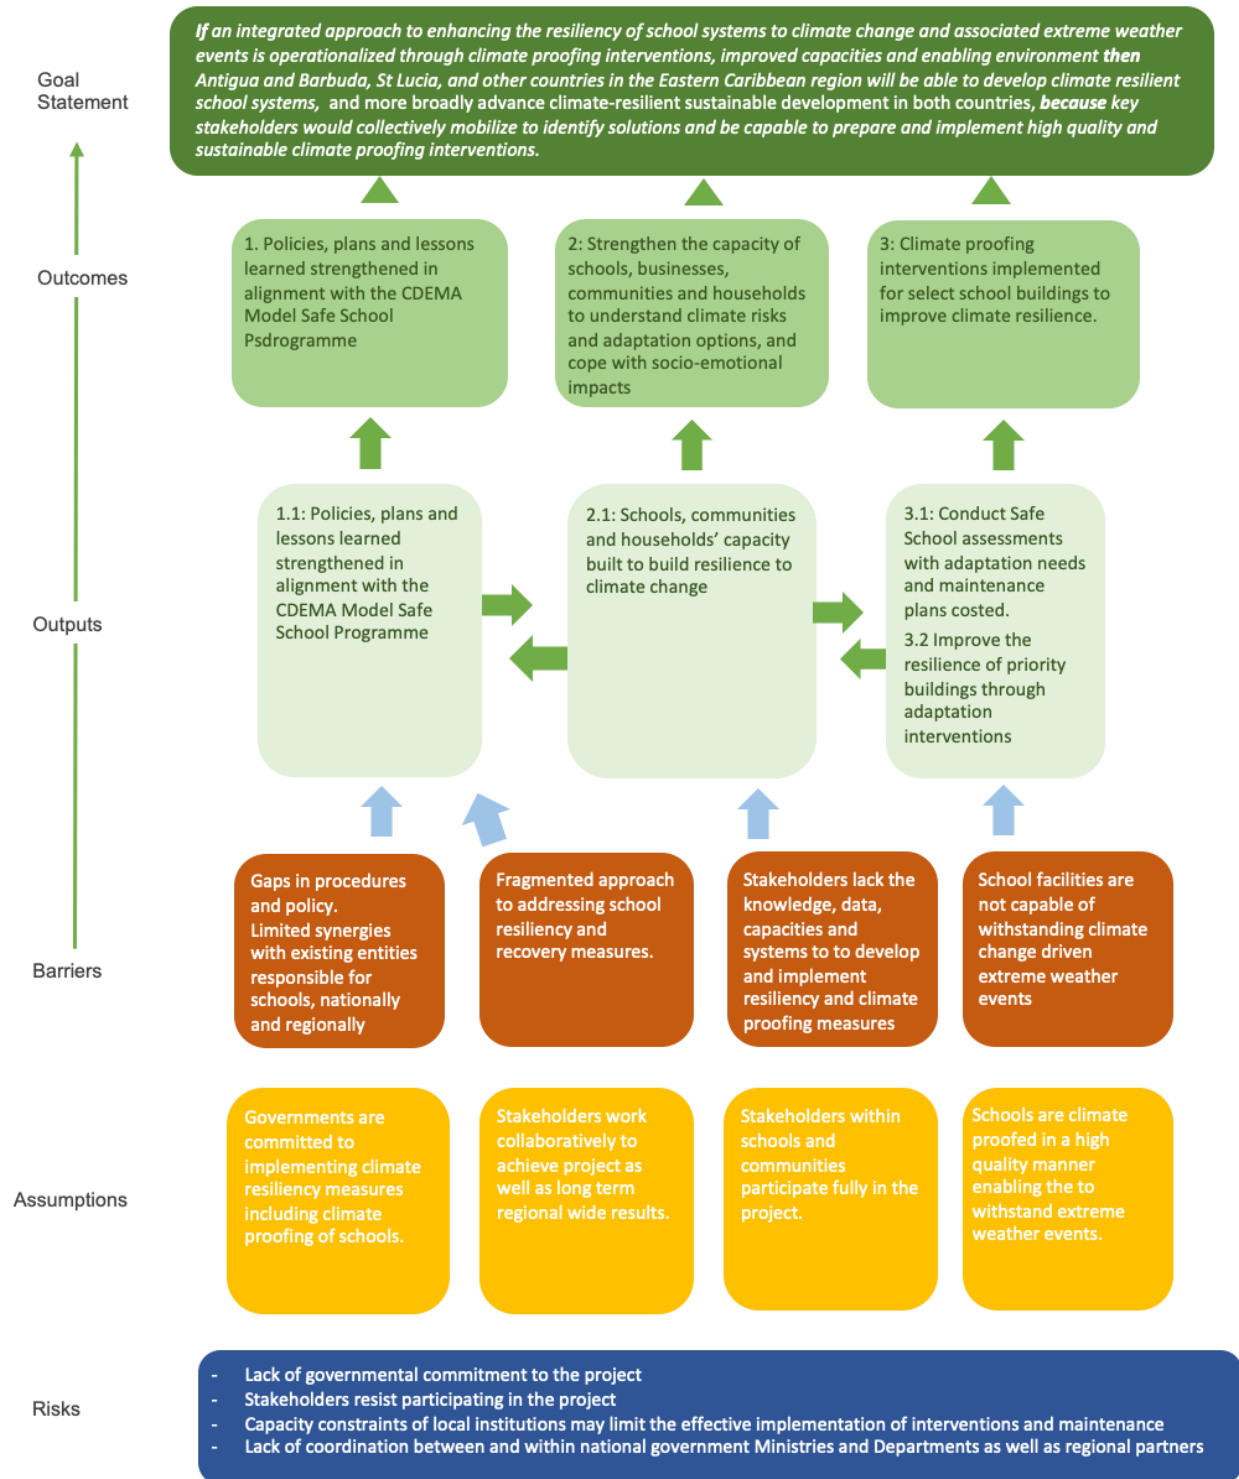 Goal
Statement
If an integrated approach to enhancing the resiliency of school systems to climate change and associated extreme weather
events is operationalized through climate proofing interventions, improved capacities and enabling environment then
Antigua and Barbuda, St Lucia, and other countries in the Eastern Caribbean region will be able to develop climate resilient
school systems, and more broadly advance climate-resilient sustainable development in both countries, because key
stakeholders would collectively mobilize to identify solutions and be capable to prepare and implement high quality and
sustainable climate proofing interventions.
Outcomes
1. Policies, plans and lessons
learned strengthened in
alignment with the CDEMA
Model Safe School
Psdrogramme
2: Strengthen the capacity of
schools, businesses,
communities and households
to understand climate risks
and adaptation options, and
cope with socio-emotional
impacts
3: Climate proofing
interventions implemented
for select school buildings to
improve climate resilience.
Outputs
1.1: Policies, plans and
lessons learned
strengthened in
alignment with the
CDEMA Model Safe
School Programme
2.1: Schools, communities
and households’ capacity
built to build resilience to
climate change
3.1: Conduct Safe
School assessments
with adaptation needs
and maintenance
plans costed.
3.2 Improve the
resilience of priority
buildings through
adaptation
interventions
Barriers
Gaps in procedures
and policy.
Limited synergies
with existing entities
responsible for
schools, nationally
and regionally
Fragmented approach
to addressing school
resiliency and
recovery measures.
Stakeholders lack the
knowledge, data,
capacities and
systems to to develop
and implement
resiliency and climate
proofing measures
School facilities are
not capable of
withstanding climate
change driven
extreme weather
events
Assumptions
Governments are
committed to
implementing climate
resiliency measures
including climate
proofing of schools.
Stakeholders work
collaboratively to
achieve project as
well as long term
regional wide results.
Stakeholders within
schools and
communities
participate fully in the
project.
Schools are climate
proofed in a high
quality manner
enabling the to
withstand extreme
weather events.
Risks
- Lack of governmental commitment to the project
- Stakeholders resist participating in the project
- Capacity constraints of local institutions may limit the effective implementation of interventions and maintenance
- Lack of coordination between and within national government Ministries and Departments as well as regional partners